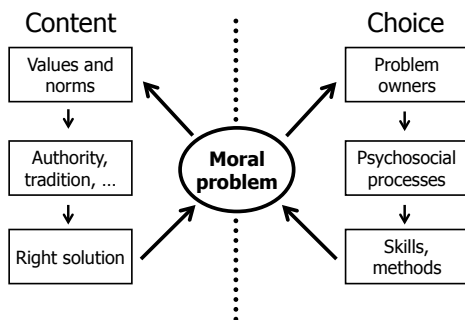 Content
Choice
Values and
norms
Authority,
tradition, ...
Right solution
Moral
problem
Problem
owners
Psychosocial
processes
Skills,
methods